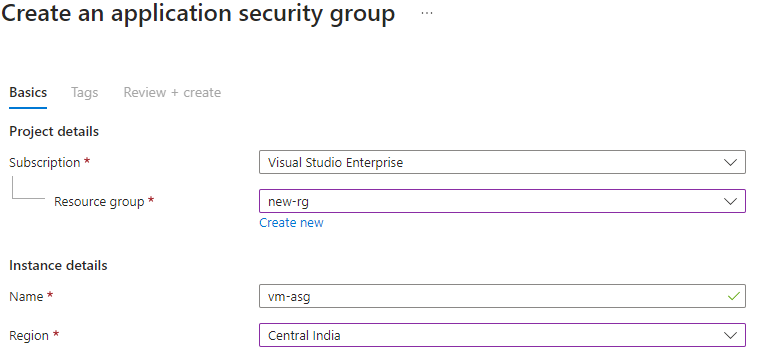 Create an application security group ...
Basics Tags Review + create
Project details
Subscription * Visual Studio Enterprise
Resource group * new-rg
Create new
Instance details
Name * vm-asg
Region * Central India